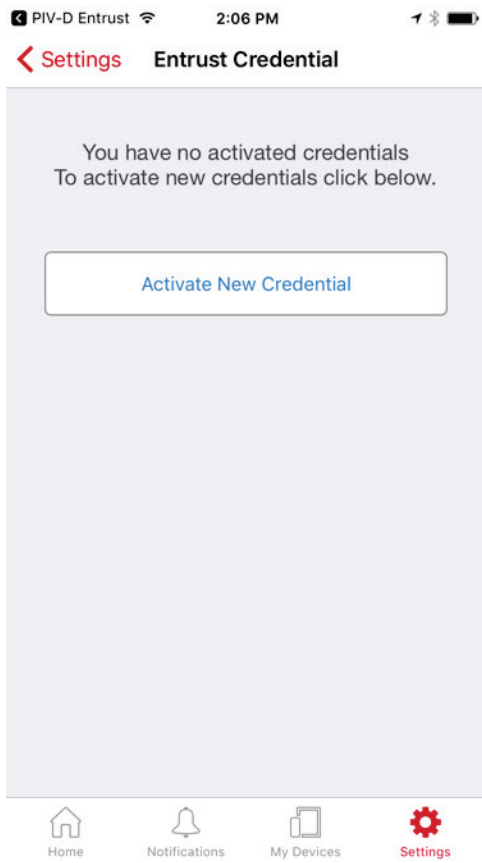 PIV-D Entrust 2:06 PM
Settings Entrust Credential
You have no activated credentials
To activate new credentials click below.
Activate New Credential
Home Notifications My Devices Settings